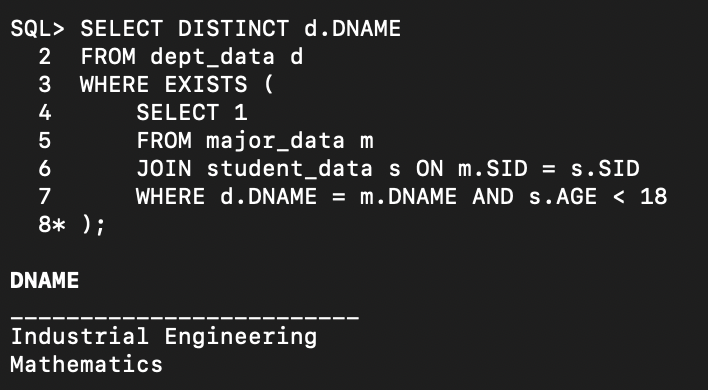 SQL> SELECT DISTINCT d.DNAME
  2  FROM dept_data d
  3  WHERE EXISTS (
  4      SELECT 1
  5      FROM major_data m
  6      JOIN student_data s ON m.SID = s.SID
  7      WHERE d.DNAME = m.DNAME AND s.AGE < 18
  8* );
DNAME
_________________________
Industrial Engineering
Mathematics